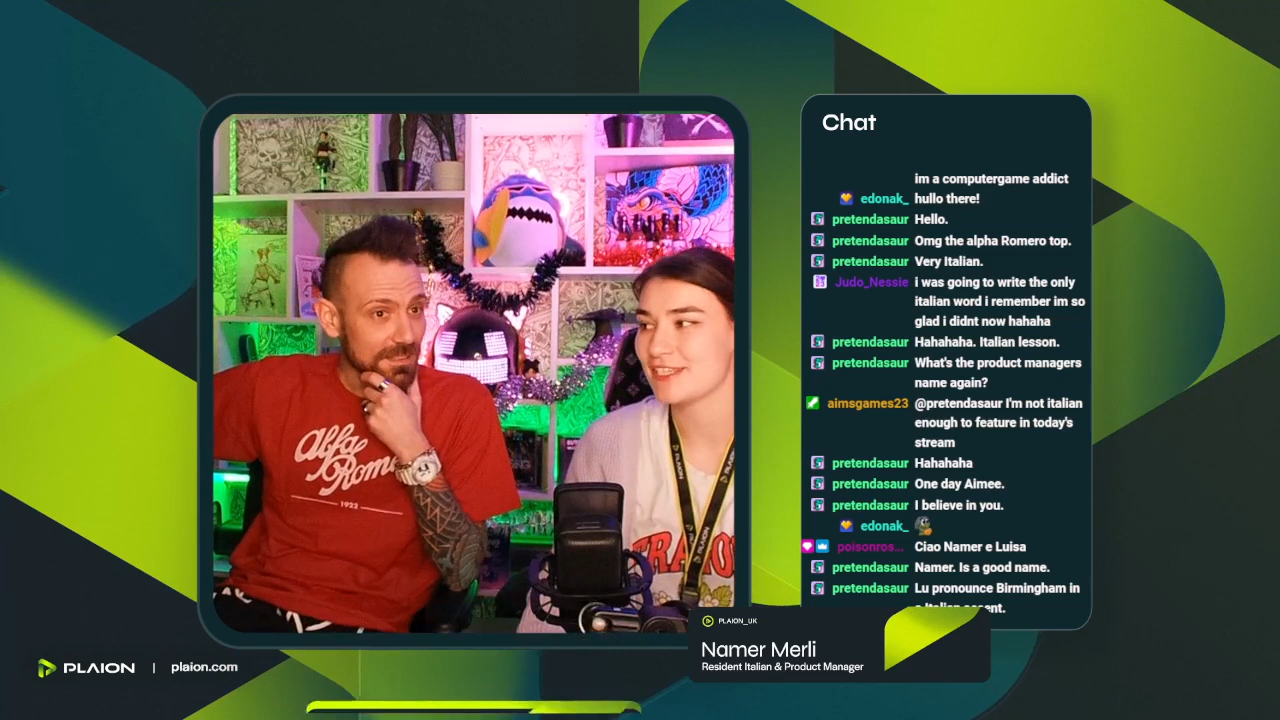 Chat
im a computergame addict
edonak_ hullo there!
pretendasaur Hello.
pretendasaur Omg the alpha Romero top.
pretendasaur Very Italian.
Judo_Nessie i was going to write the only
italian word i remember im so
glad i didnt now hahaha
pretendasaur Hahahaha. Italian lesson.
pretendasaur What's the product managers
name again?
aimsgames23 @pretendasaur I'm not italian
enough to feature in today's
stream
pretendasaur Hahahaha
pretendasaur One day Aimee.
pretendasaur I believe in you.
edonak_
poisonros... Ciao Namer e Luisa
pretendasaur Namer. Is a good name.
pretendasaur Lu pronounce Birmingham in
a Italian accent.
Alfa
Rome
1922
PLAION
PLAION_UK
Namer Merli
Resident Italian & Product Manager
PLAION | plaion.com